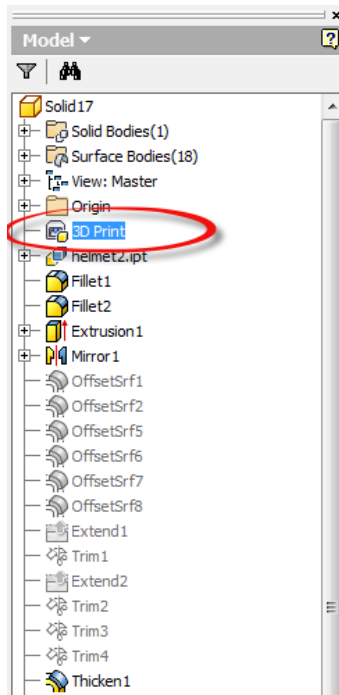 Model
Solid17
Solid Bodies(1)
Surface Bodies(18)
View: Master
Origin
3D Print
helmet2.ipt
Fillet1
Fillet2
Extrusion1
Mirror1
OffsetSrf1
OffsetSrf2
OffsetSrf5
OffsetSrf6
OffsetSrf7
OffsetSrf8
Extend1
Trim1
Extend2
Trim2
Trim3
Trim4
Thicken1